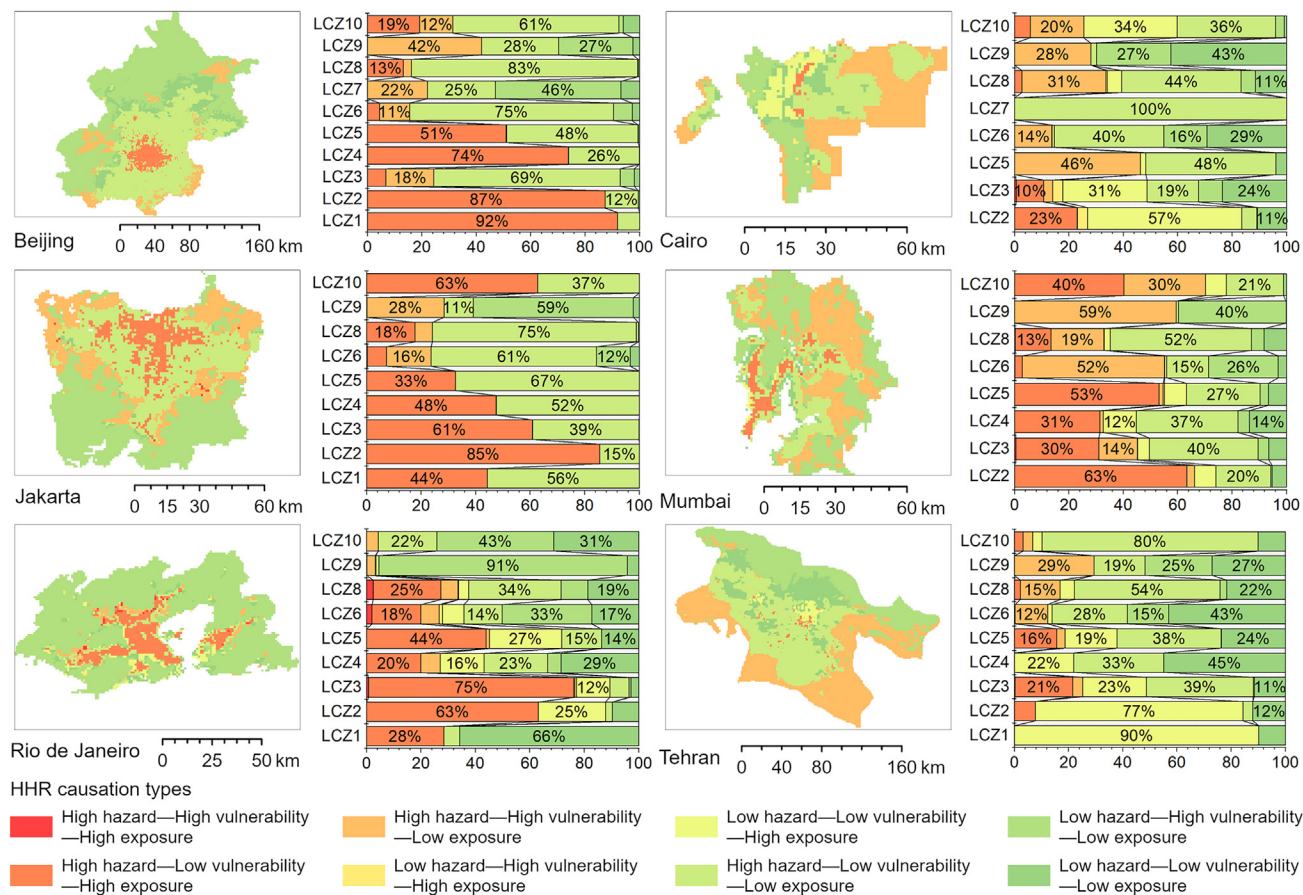 LCZ10 19% 12% 61%
LCZ9 42% 28% 27%
LCZ8 13% 83%
LCZ7 22% 25% 46%
LCZ6 11% 75%
LCZ5 51% 48%
LCZ4 74% 26%
LCZ3 18% 69%
LCZ2 87% 12%
LCZ1 92%
0 20 40 60 80 100
Beijing
0 40 80 160 km
LCZ10 20% 34% 36%
LCZ9 28% 27% 43%
LCZ8 31% 44% 11%
LCZ7 100%
LCZ6 14% 40% 16% 29%
LCZ5 46% 48%
LCZ3 10% 31% 19% 24%
LCZ2 23% 57% 11%
0 20 40 60 80 100
Cairo
0 15 30 60 km
LCZ10 63% 37%
LCZ9 28% 11% 59%
LCZ8 18% 75%
LCZ6 16% 61% 12%
LCZ5 33% 67%
LCZ4 48% 52%
LCZ3 61% 39%
LCZ2 85% 15%
LCZ1 44% 56%
0 20 40 60 80 100
Jakarta
0 15 30 60 km
LCZ10 40% 30% 21%
LCZ9 59% 40%
LCZ8 13% 19% 52%
LCZ6 52% 15% 26%
LCZ5 53% 27%
LCZ4 31% 12% 37% 14%
LCZ3 30% 14% 40%
LCZ2 63% 20%
0 20 40 60 80 100
Mumbai
0 15 30 60 km
LCZ10 22% 43% 31%
LCZ9 91%
LCZ8 25% 34% 19%
LCZ6 18% 14% 33% 17%
LCZ5 44% 27% 15% 14%
LCZ4 20% 16% 23% 29%
LCZ3 75% 12%
LCZ2 63% 25%
LCZ1 28% 66%
0 20 40 60 80 100
Rio de Janeiro
0 25 50 km
LCZ10 80%
LCZ9 29% 19% 25% 27%
LCZ8 15% 54% 22%
LCZ6 12% 28% 15% 43%
LCZ5 16% 19% 38% 24%
LCZ4 22% 33% 45%
LCZ3 21% 23% 39% 11%
LCZ2 77% 12%
LCZ1 90%
0 20 40 60 80 100
Tehran
0 40 80 160 km
HHR causation types
High hazard—High vulnerability
—High exposure
High hazard—High vulnerability
—Low exposure
Low hazard—Low vulnerability
—High exposure
Low hazard—High vulnerability
—Low exposure
High hazard—Low vulnerability
—High exposure
Low hazard—High vulnerability
—High exposure
High hazard—Low vulnerability
—Low exposure
Low hazard—Low vulnerability
—Low exposure